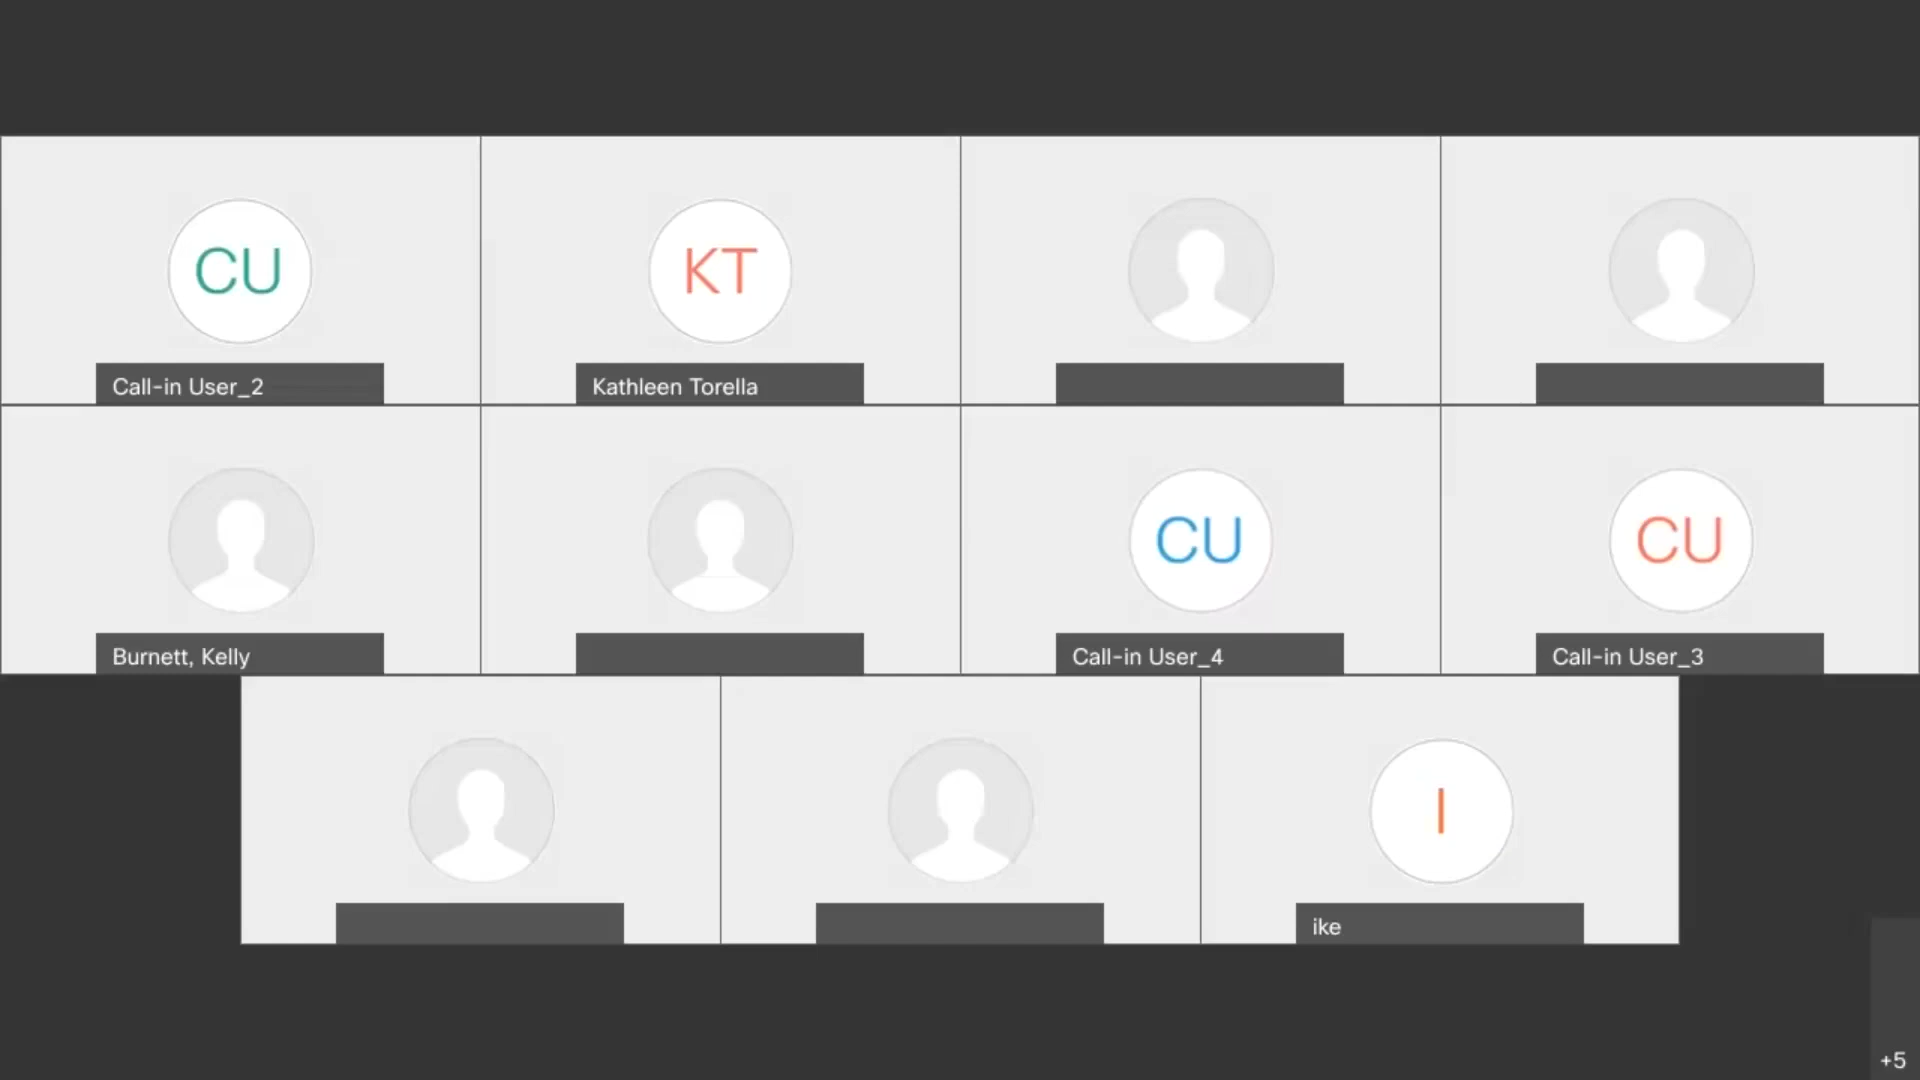 CU
KT
Call-in User_2
Kathleen Torella
CU
CU
Burnett, Kelly
Call-in User_4
Call-in User_3
I
ike
+5